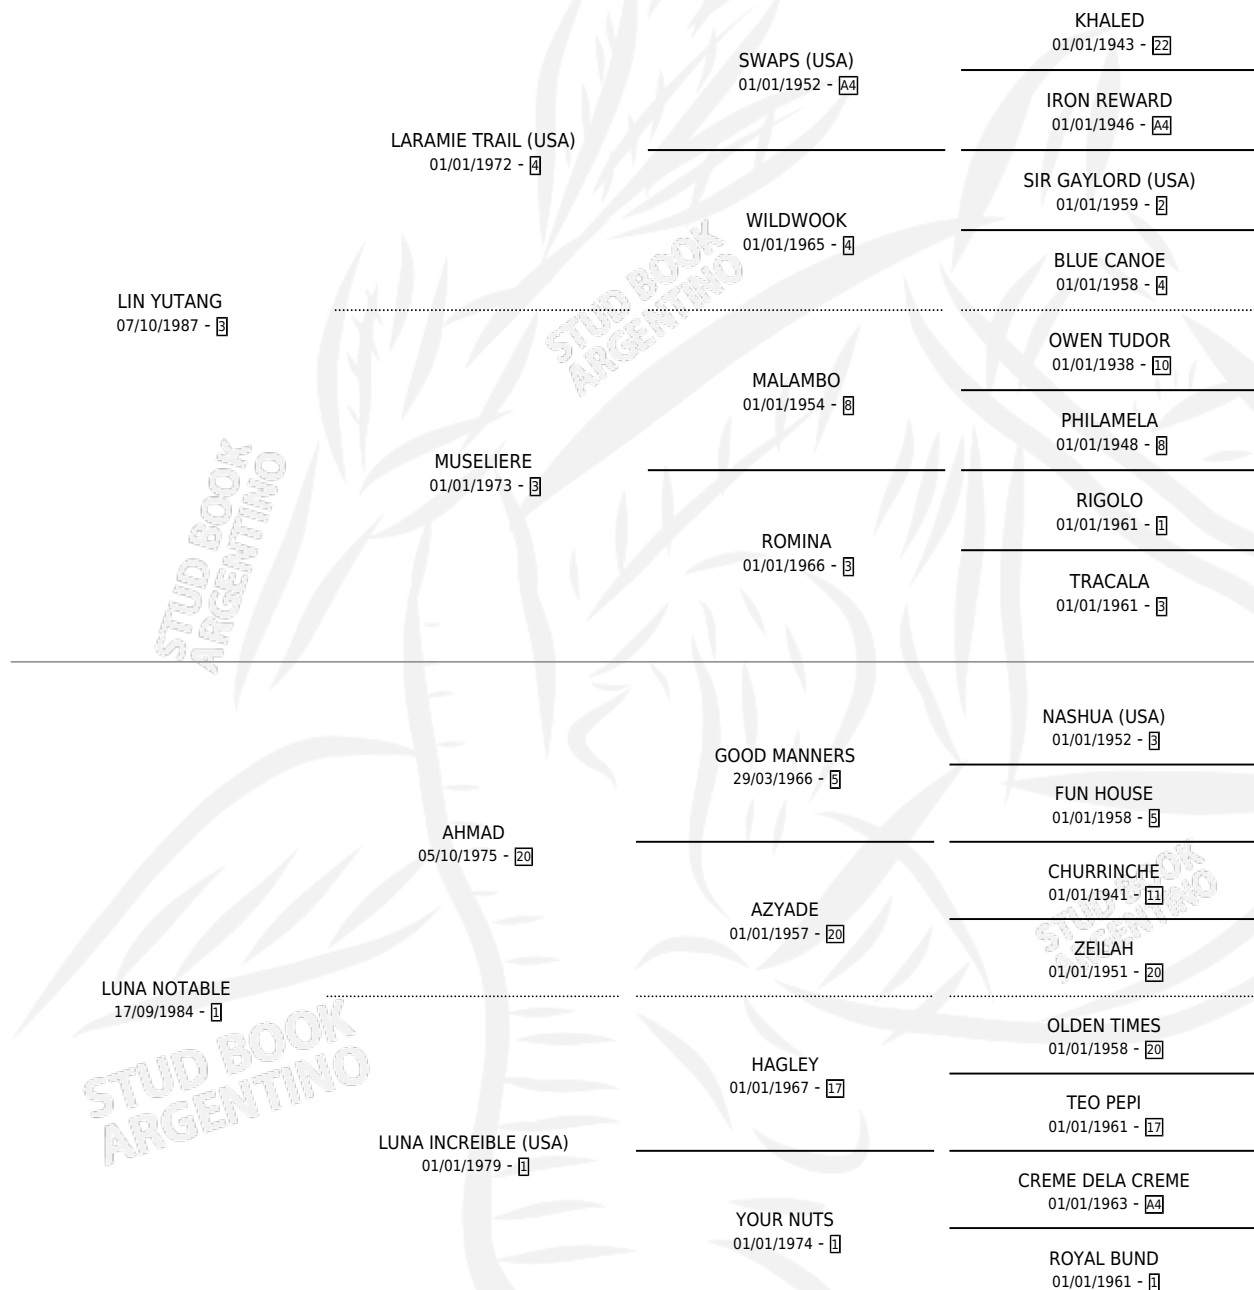 KHALED
01/01/1943 - 22
SWAPS (USA)
01/01/1952 - A4
IRON REWARD
01/01/1946 - A4
LARAMIE TRAIL (USA)
01/01/1972 - 4
SIR GAYLORD (USA)
01/01/1959 - 2
WILDWOOK
01/01/1965 - 4
BLUE CANOE
01/01/1958 - 4
LIN YUTANG
07/10/1987 - 3
OWEN TUDOR
01/01/1938 - 10
MALAMBO
01/01/1954 - 8
PHILAMELA
01/01/1948 - 8
MUSELIERE
01/01/1973 - 3
RIGOLO
01/01/1961 - 1
ROMINA
01/01/1966 - 3
TRACALA
01/01/1961 - 3
NASHUA (USA)
01/01/1952 - 3
GOOD MANNERS
29/03/1966 - 5
FUN HOUSE
01/01/1958 - 5
AHMAD
05/10/1975 - 20
CHURRINCHE
01/01/1941 - 11
AZYADE
01/01/1957 - 20
ZEILAH
01/01/1951 - 20
LUNA NOTABLE
17/09/1984 - 1
OLDEN TIMES
01/01/1958 - 20
HAGLEY
01/01/1967 - 17
TEO PEPI
01/01/1961 - 17
LUNA INCREIBLE (USA)
01/01/1979 - 1
CREME DELA CREME
01/01/1963 - A4
YOUR NUTS
01/01/1974 - 1
ROYAL BUND
01/01/1961 - 1
STUD BOOK
ARGENTINO
STUD BOOK
ARGENTINO
STUD BOOK
ARGENTINO
STUD BOOK
ARGENTINO